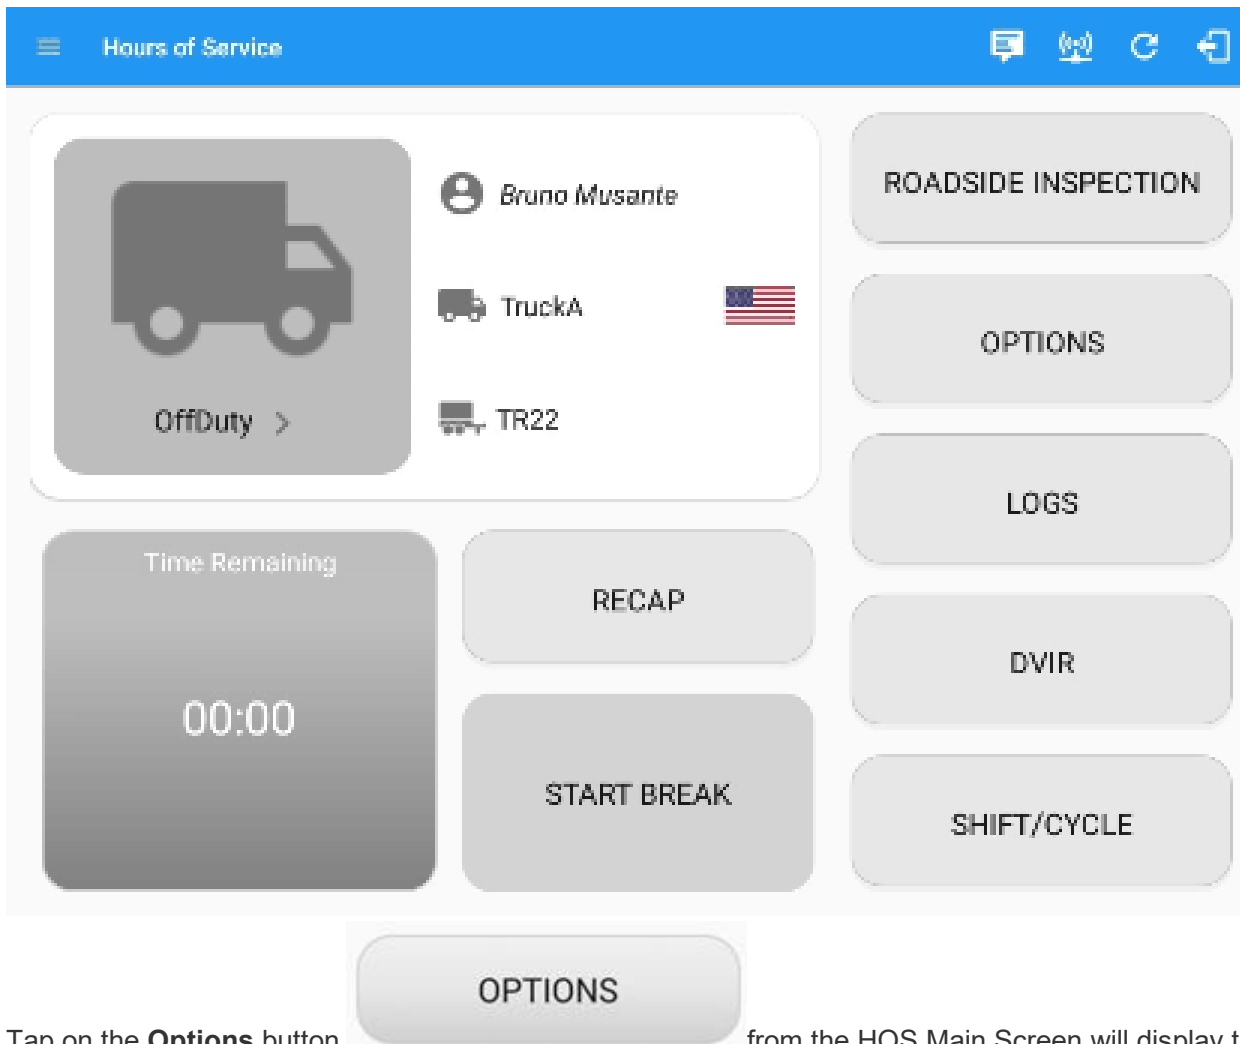 Hours of Service
Bruno Musante
TruckA
TR22
OffDuty >
ROADSIDE INSPECTION
OPTIONS
LOGS
DVIR
SHIFT/CYCLE
Time Remaining
00:00
RECAP
START BREAK
OPTIONS
Tap on the Options button from the HOS Main Screen will display